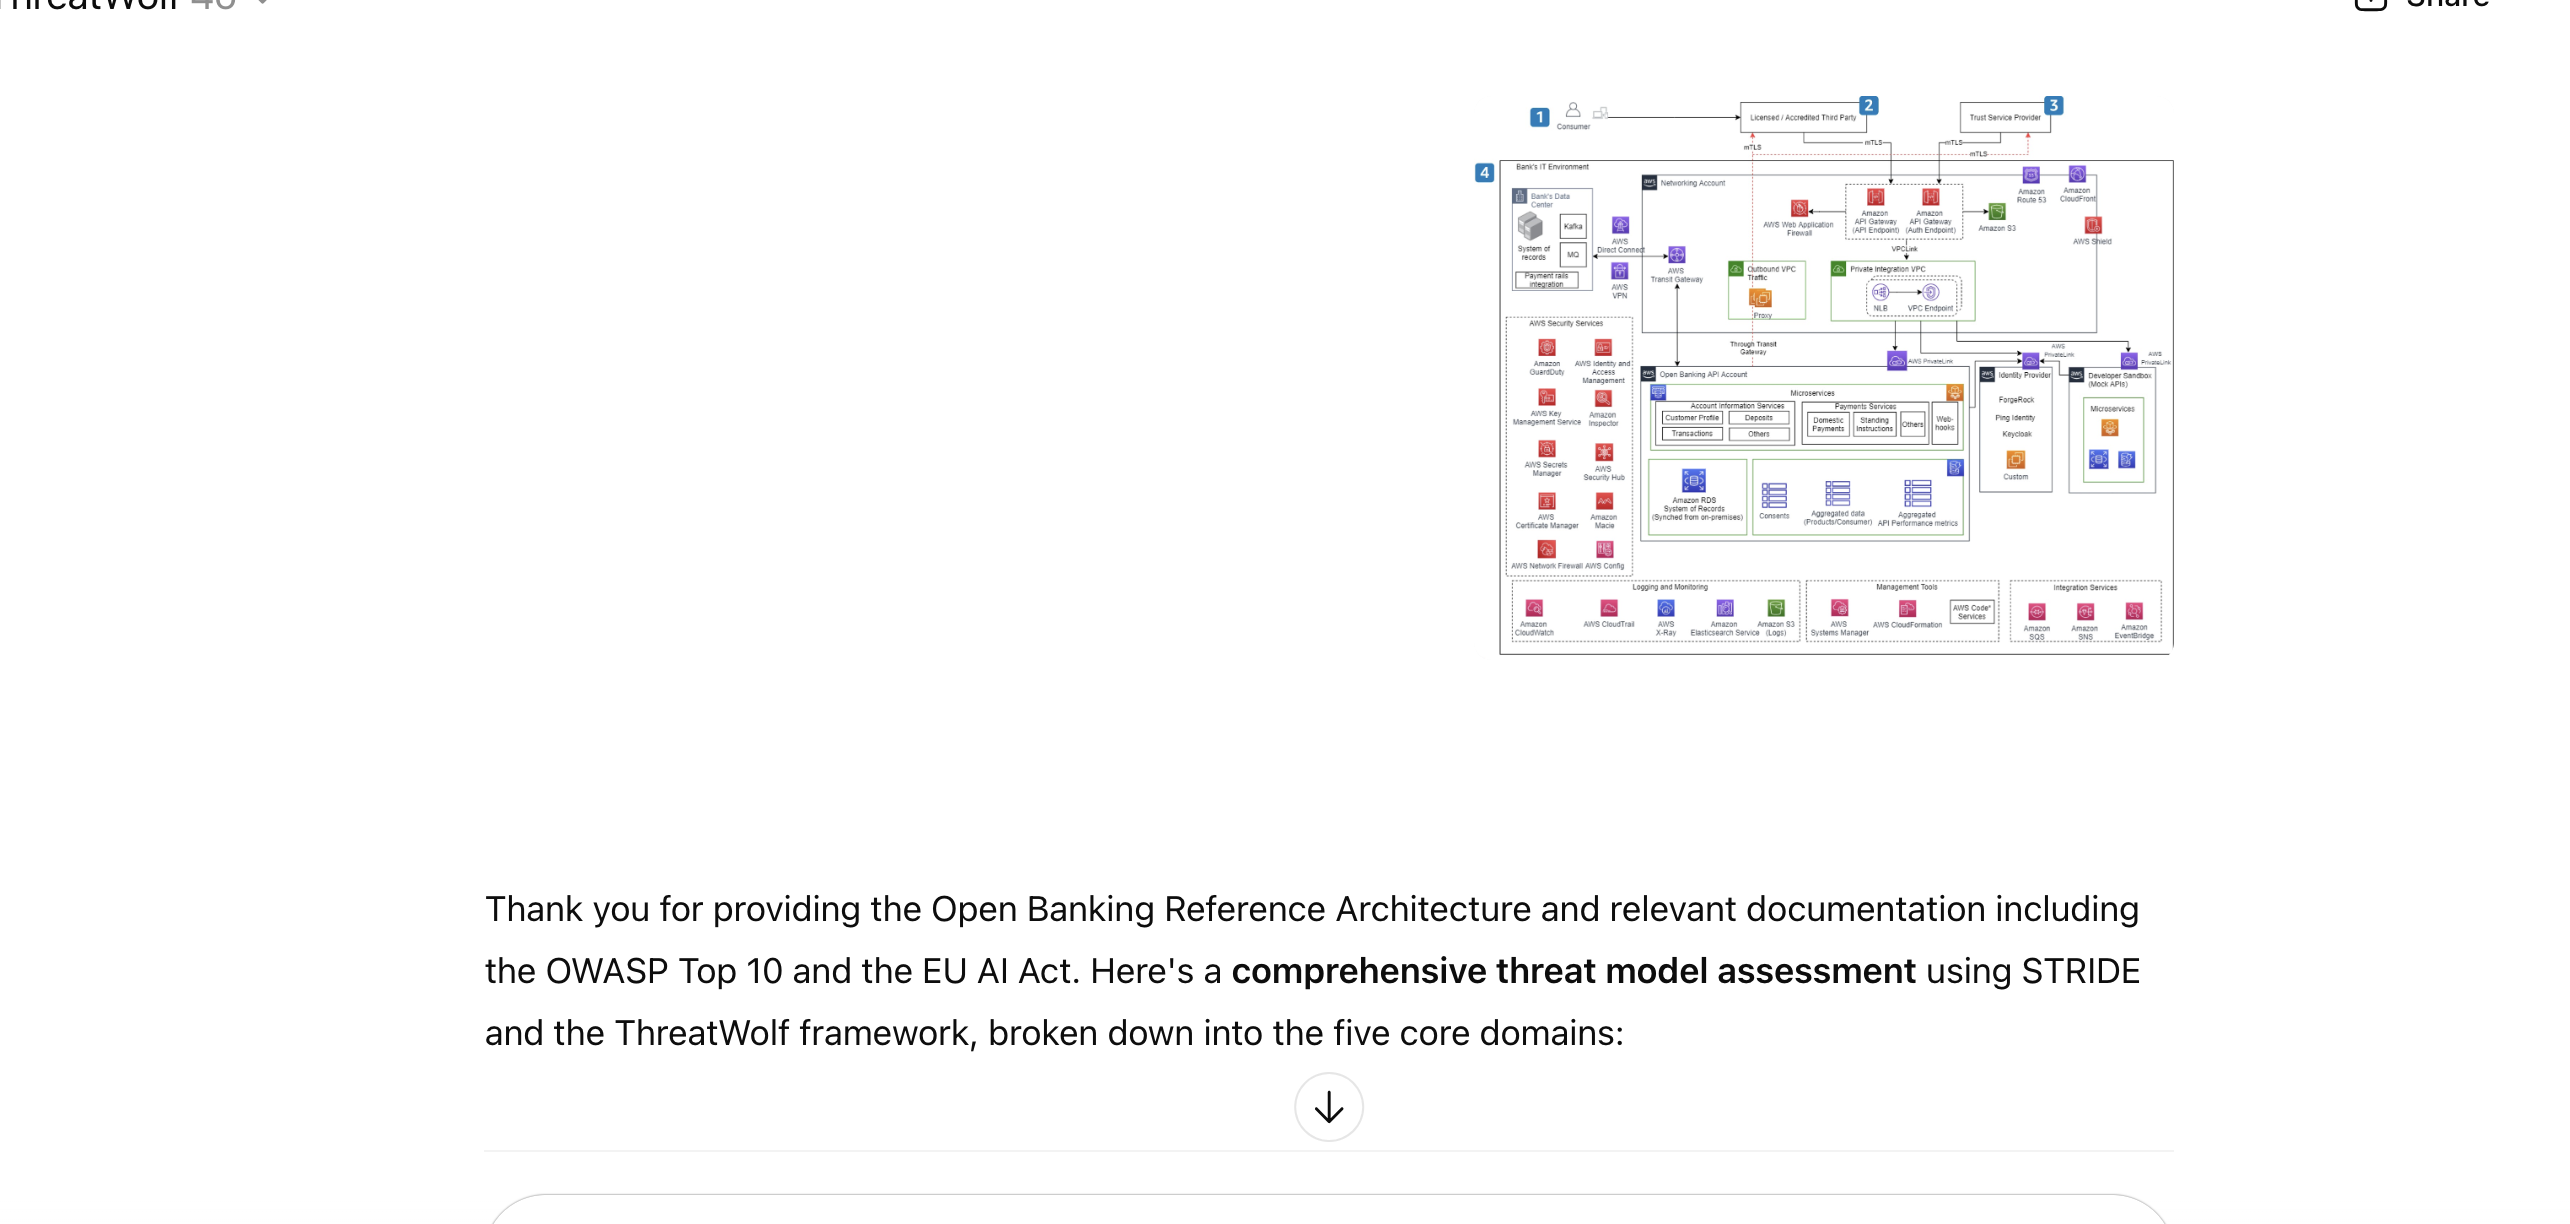 ThreatWolf 4o
Share
1
Consumer
Licensed / Accredited Third Party
2
Trust Service Provider
3
mTLS
mTLS
mTLS
mTLS
4
Bank's IT Environment
Bank's Data
Center
System of
records
Kafka
MQ
Payment rails
integration
AWS
Direct Connect
AWS
VPN
aws
Networking Account
AWS
Transit Gateway
AWS Web Application
Firewall
Amazon
API Gateway
(API Endpoint)
Amazon
API Gateway
(Auth Endpoint)
Amazon S3
Amazon
Route 53
Amazon
CloudFront
AWS Shield
VPCLink
Outbound VPC
Traffic
Proxy
Private Integration VPC
NLB
VPC Endpoint
Through Transit
Gateway
AWS PrivateLink
AWS
PrivateLink
AWS
PrivateLink
AWS Security Services
Amazon
GuardDuty
AWS Identity and
Access
Management
AWS Key
Management Service
Amazon
Inspector
AWS Secrets
Manager
AWS
Security Hub
AWS
Certificate Manager
Amazon
Macie
AWS Network Firewall
AWS Config
aws
Open Banking API Account
Microservices
Account Information Services
Customer Profile
Deposits
Transactions
Others
Payments Services
Domestic
Payments
Standing
Instructions
Others
Web-
hooks
Amazon RDS
System of Records
(Synched from on-premises)
Consents
Aggregated data
(Products/Consumer)
Aggregated
API Performance metrics
aws
Identity Provider
ForgeRock
Ping Identity
Keycloak
Custom
aws
Developer Sandbox
(Mock APIs)
Microservices
Logging and Monitoring
Amazon
CloudWatch
AWS CloudTrail
AWS
X-Ray
Amazon
Elasticsearch Service
Amazon S3
(Logs)
Management Tools
AWS
Systems Manager
AWS CloudFormation
AWS Code*
Services
Integration Services
Amazon
SQS
Amazon
SNS
Amazon
EventBridge
Thank you for providing the Open Banking Reference Architecture and relevant documentation including
the OWASP Top 10 and the EU AI Act. Here's a comprehensive threat model assessment using STRIDE
and the ThreatWolf framework, broken down into the five core domains: